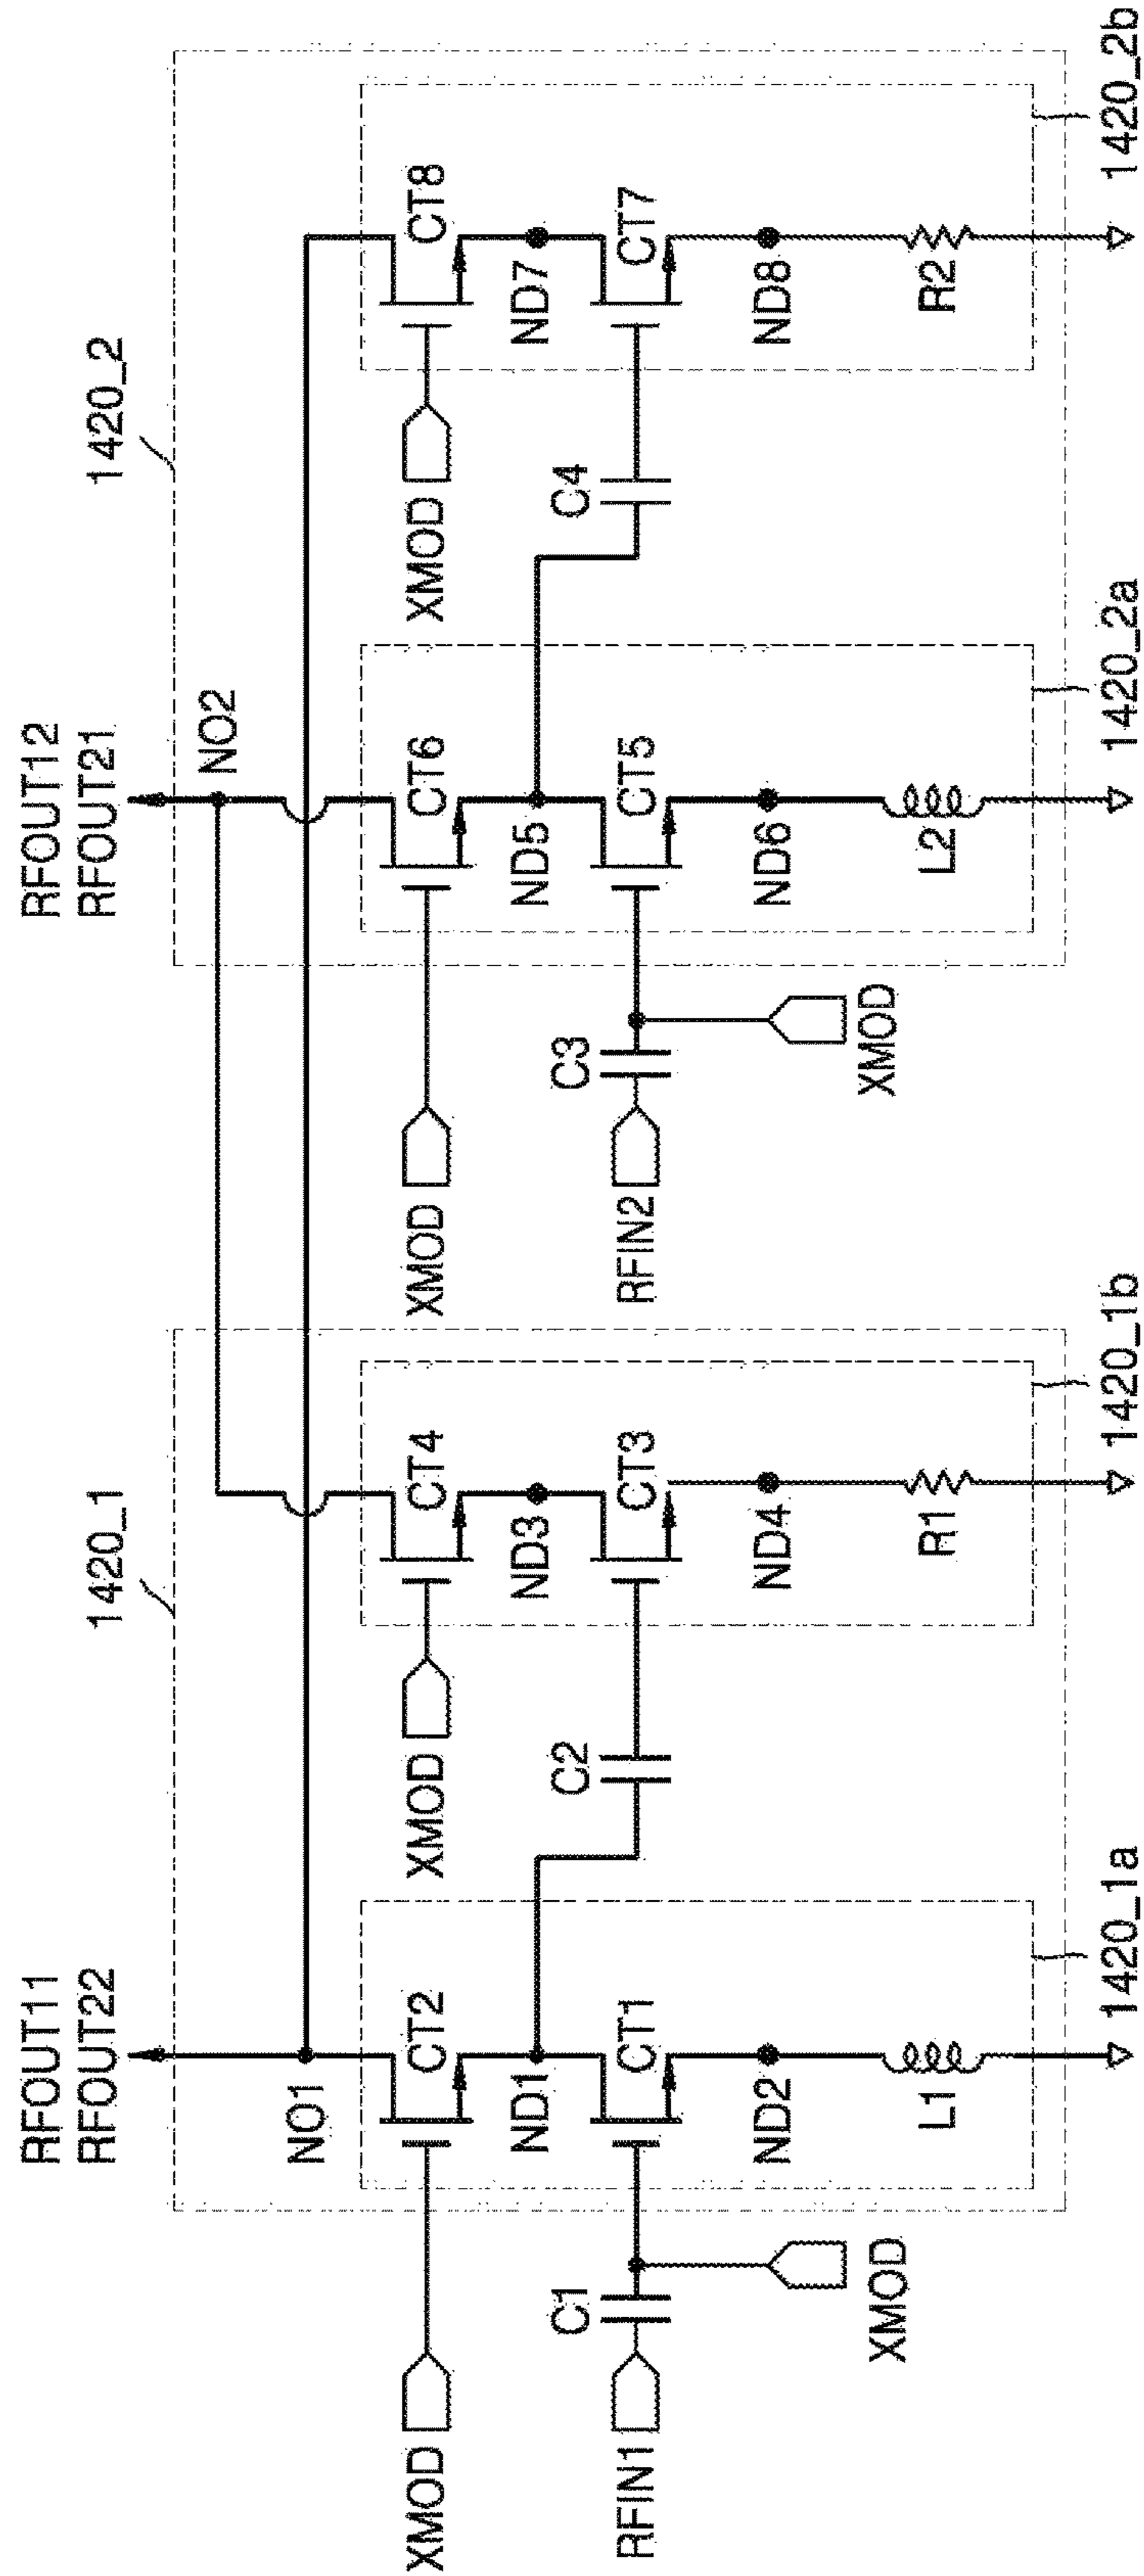 1420_1
1420_2
RFOUT11
RFOUT22
RFOUT12
RFOUT21
NO1
NO2
XMOD
CT2
XMOD
CT4
XMOD
CT6
XMOD
CT8
ND1
ND3
ND5
ND7
RFIN1
C1
CT1
C2
CT3
RFIN2
C3
CT5
C4
CT7
ND2
ND4
ND6
ND8
XMOD
XMOD
L1
R1
L2
R2
1420_1a
1420_1b
1420_2a
1420_2b